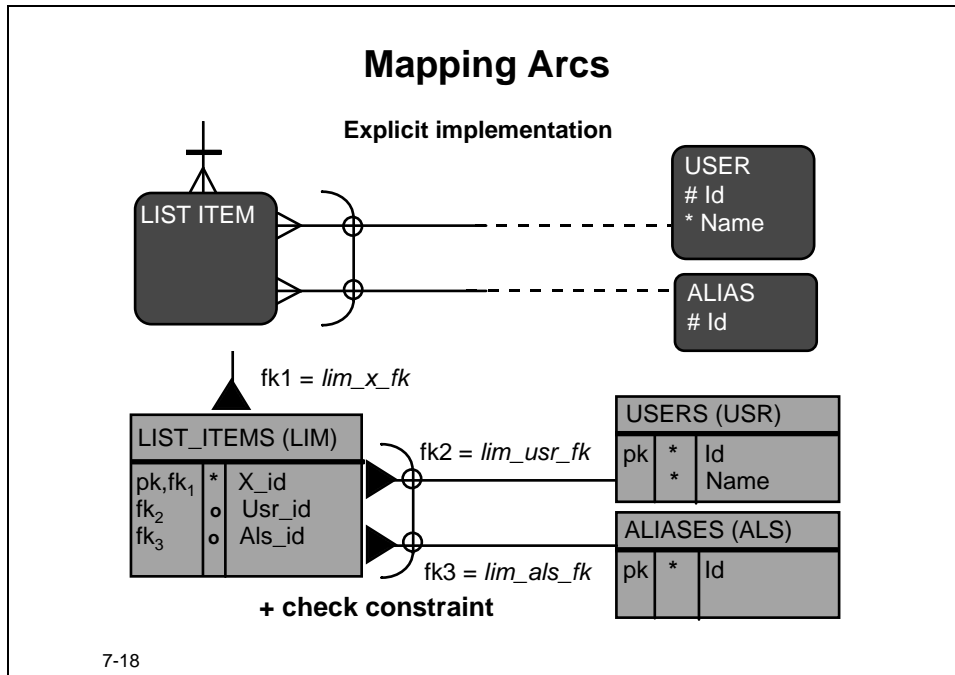 Mapping Arcs
Explicit implementation
LIST ITEM
USER
# Id
* Name
ALIAS
# Id
fk1 = lim_x_fk
LIST_ITEMS (LIM)
pk,fk1 * X_id
fk2 o Usr_id
fk3 o Als_id
fk2 = lim_usr_fk
USERS (USR)
pk * Id
* Name
fk3 = lim_als_fk
ALIASES (ALS)
pk * Id
+ check constraint
7-18